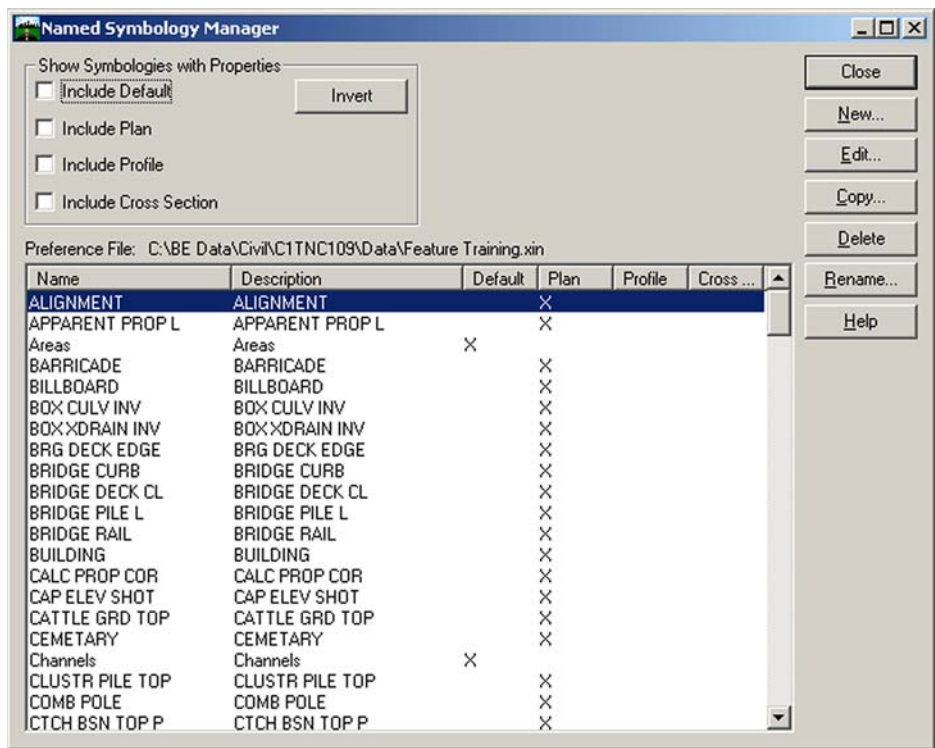 Named Symbology Manager
Show Symbologies with Properties
Include Default
Invert
Include Plan
Include Profile
Include Cross Section
Close
New...
Edit...
Copy...
Delete
Rename...
Help
Preference File: C:\BE Data\Civil\C1TNC109\Data\Feature Training.xin
Name Description Default Plan Profile Cross ...
ALIGNMENT ALIGNMENT X
APPARENT PROP L APPARENT PROP L X
Areas Areas X
BARRICADE BARRICADE X
BILLBOARD BILLBOARD X
BOX CULV INV BOX CULV INV X
BOX XDRAIN INV BOX XDRAIN INV X
BRG DECK EDGE BRG DECK EDGE X
BRIDGE CURB BRIDGE CURB X
BRIDGE DECK CL BRIDGE DECK CL X
BRIDGE PILE L BRIDGE PILE L X
BRIDGE RAIL BRIDGE RAIL X
BUILDING BUILDING X
CALC PROP COR CALC PROP COR X
CAP ELEV SHOT CAP ELEV SHOT X
CATTLE GRD TOP CATTLE GRD TOP X
CEMETARY CEMETARY X
Channels Channels X
CLUSTR PILE TOP CLUSTR PILE TOP X
COMB POLE COMB POLE X
CTCH BSN TOP P CTCH BSN TOP P X